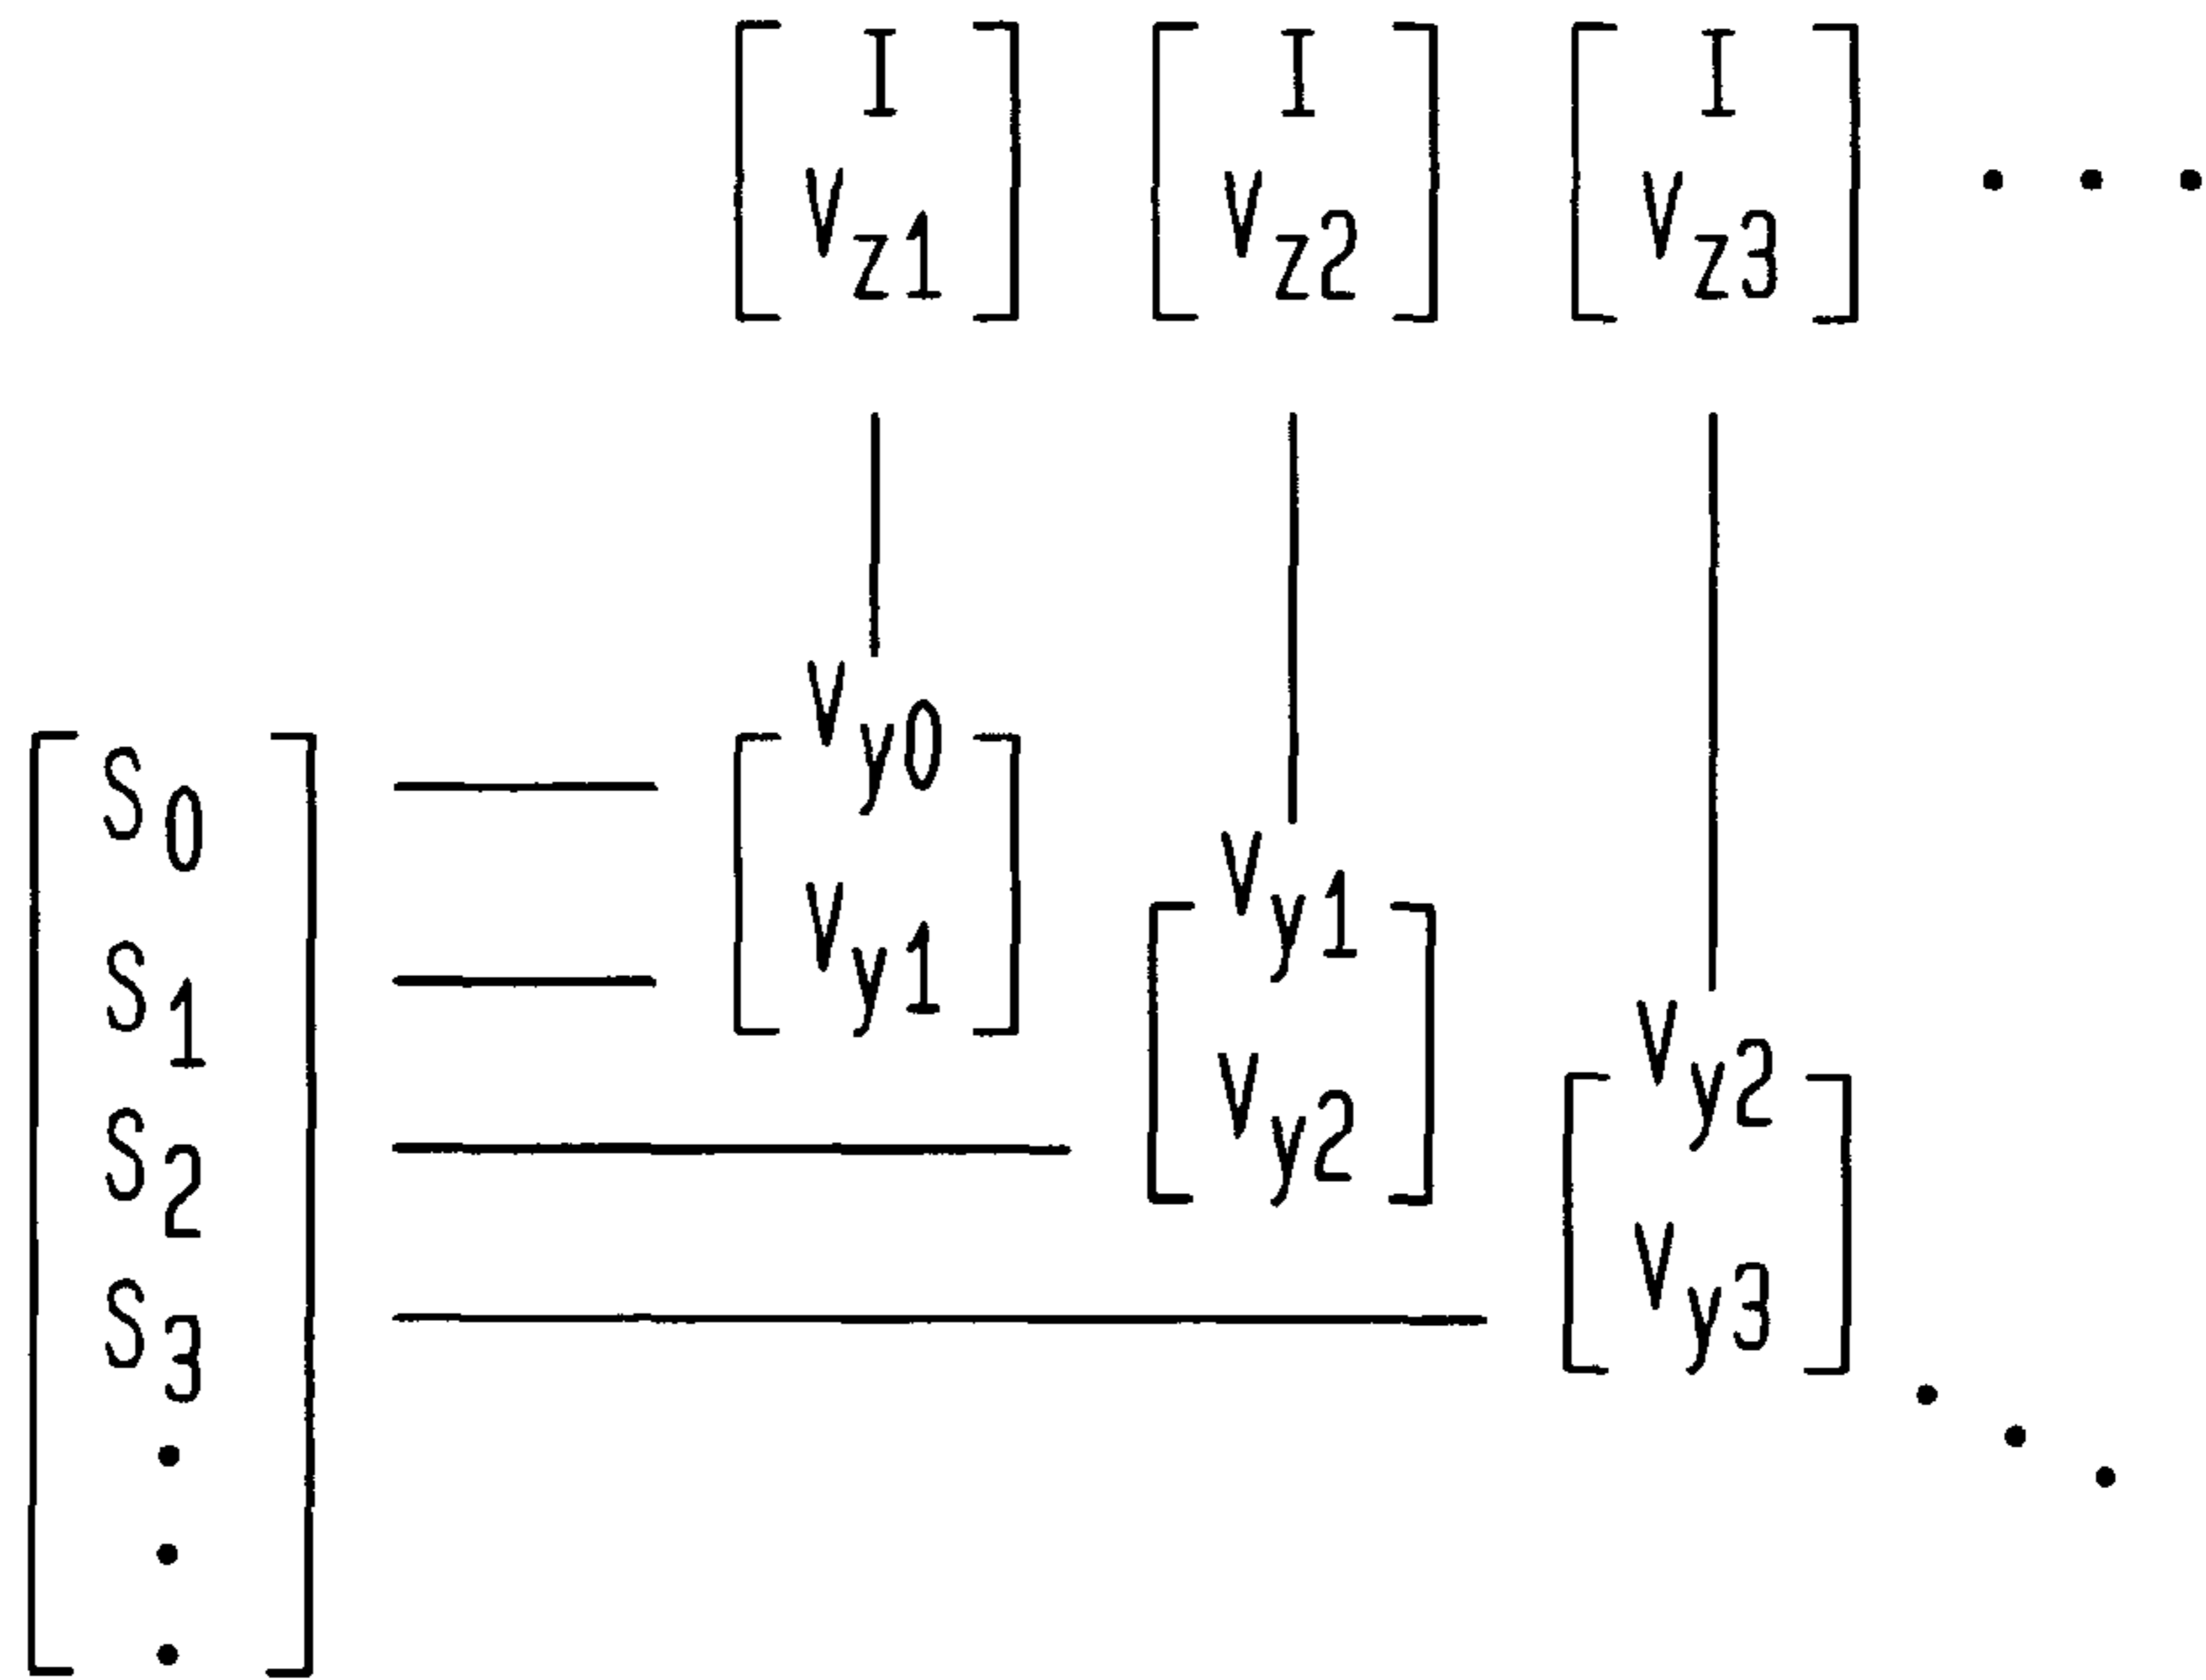 I I I
v_z1 v_z2 v_z3 . . .
v_y0
S_0
v_y1
v_y1
S_1
v_y2
S_2 v_y2
S_3 v_y3
. . .
.
.
.